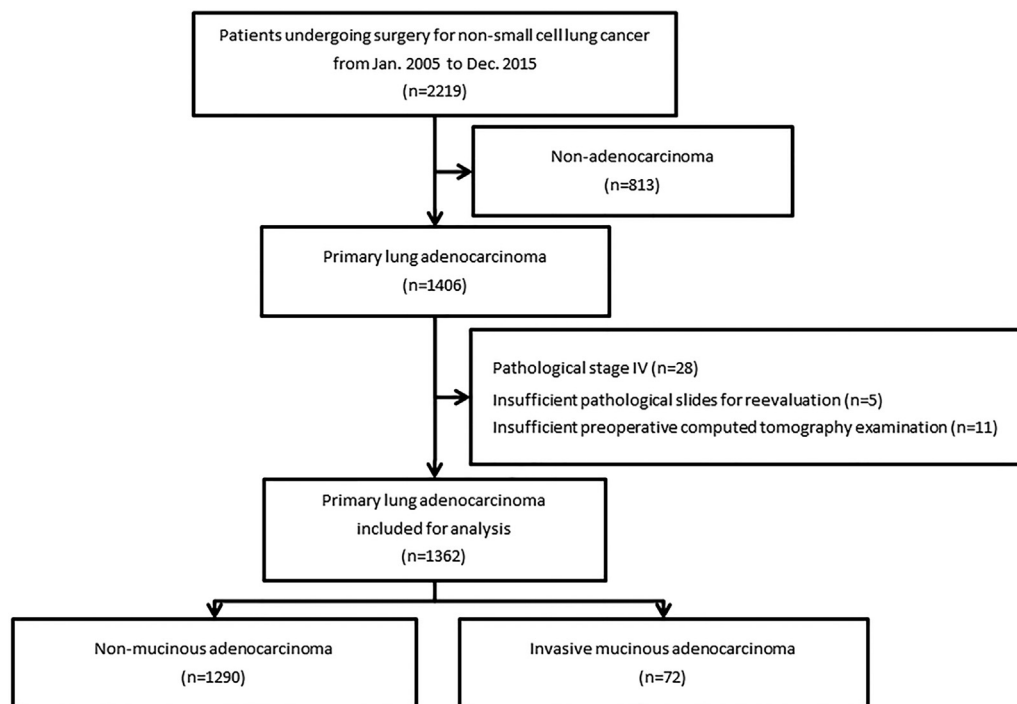 Patients undergoing surgery for non-small cell lung cancer
from Jan. 2005 to Dec. 2015
(n=2219)
Non-adenocarcinoma
(n=813)
Primary lung adenocarcinoma
(n=1406)
Pathological stage IV (n=28)
Insufficient pathological slides for reevaluation (n=5)
Insufficient preoperative computed tomography examination (n=11)
Primary lung adenocarcinoma
included for analysis
(n=1362)
Non-mucinous adenocarcinoma
(n=1290)
Invasive mucinous adenocarcinoma
(n=72)